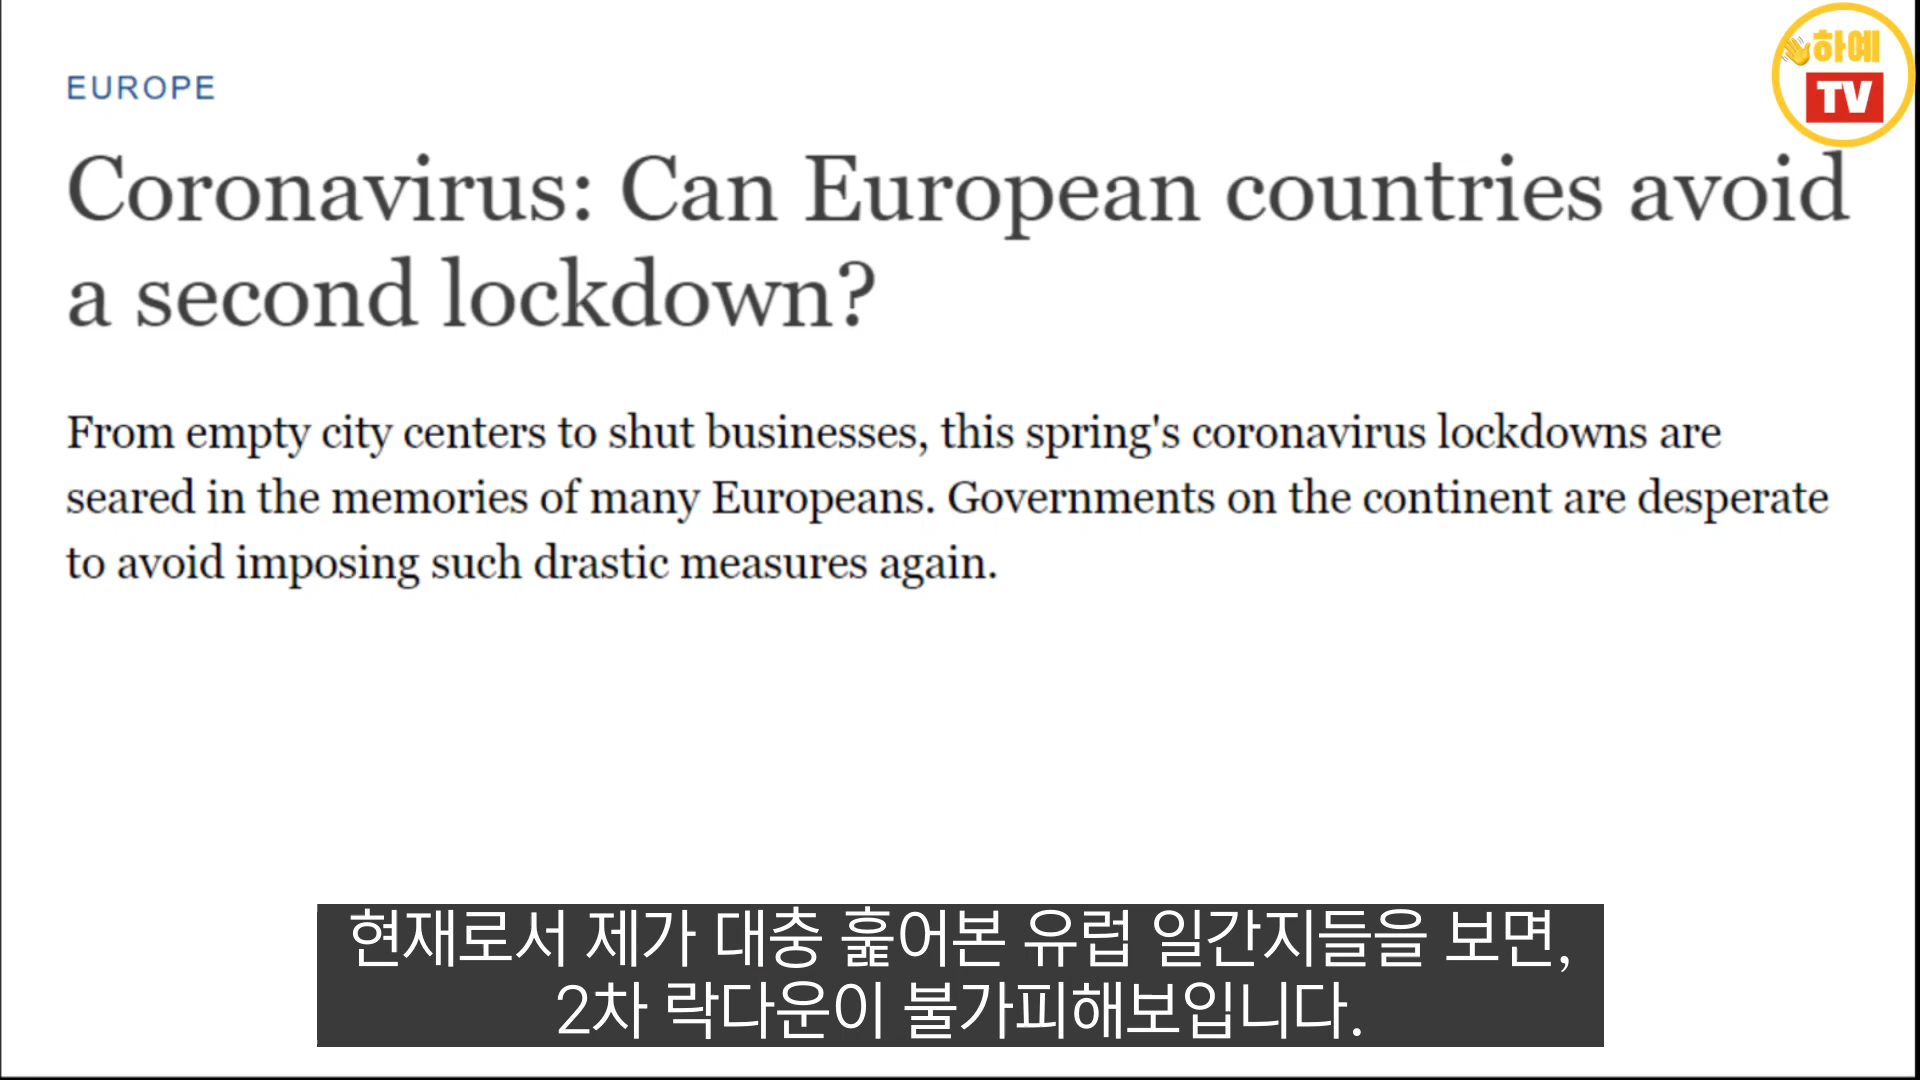 하예
TV
EUROPE
Coronavirus: Can European countries avoid
a second lockdown?
From empty city centers to shut businesses, this spring's coronavirus lockdowns are
seared in the memories of many Europeans. Governments on the continent are desperate
to avoid imposing such drastic measures again.
현재로서 제가 대충 훑어본 유럽 일간지들을 보면,
2차 락다운이 불가피해보입니다.